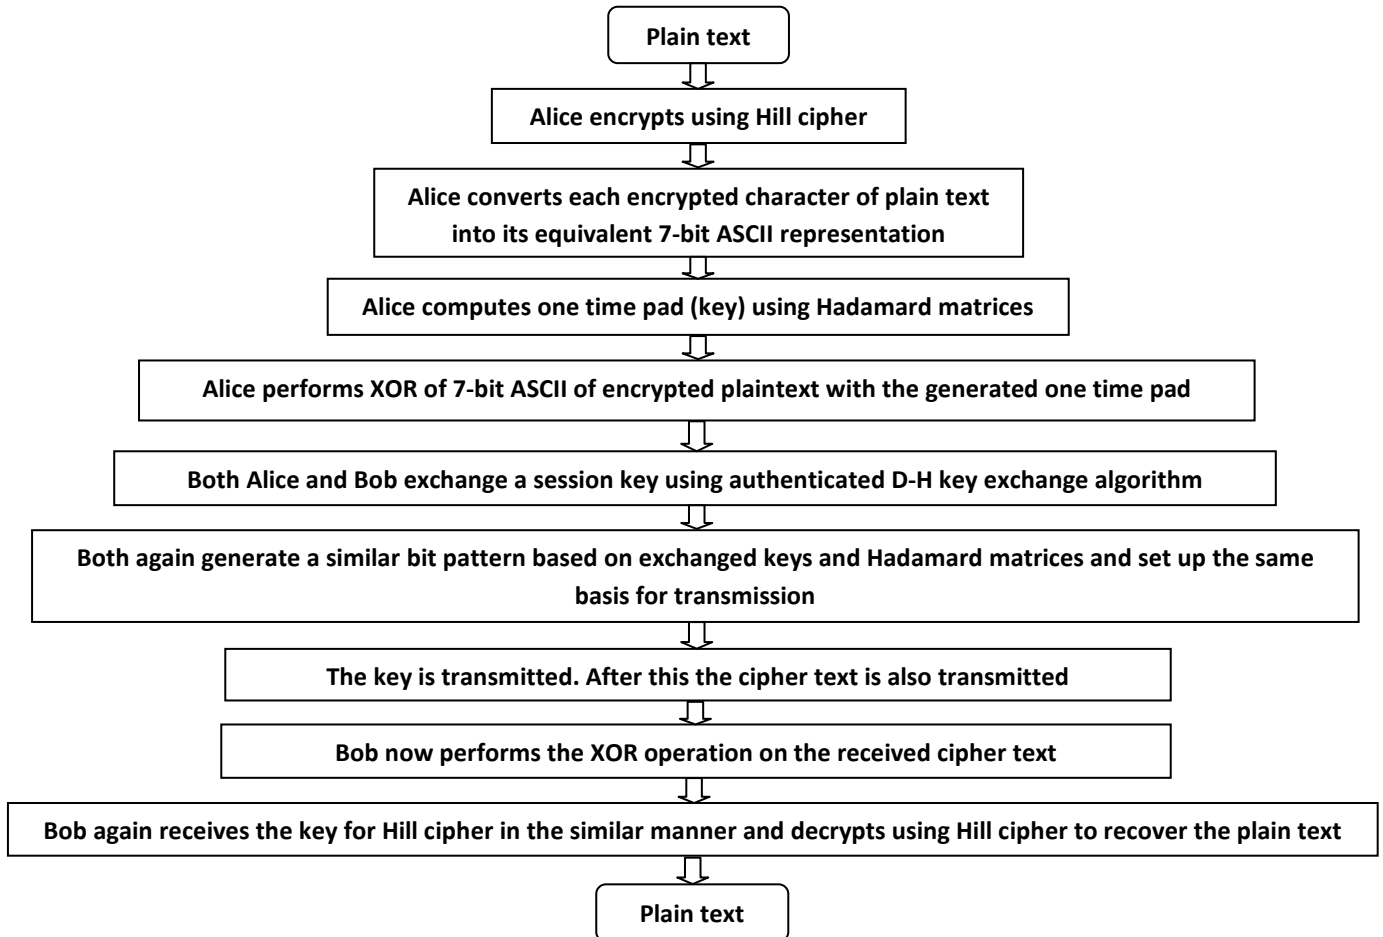 Plain text
Alice encrypts using Hill cipher
Alice converts each encrypted character of plain text
into its equivalent 7-bit ASCII representation
Alice computes one time pad (key) using Hadamard matrices
Alice performs XOR of 7-bit ASCII of encrypted plaintext with the generated one time pad
Both Alice and Bob exchange a session key using authenticated D-H key exchange algorithm
Both again generate a similar bit pattern based on exchanged keys and Hadamard matrices and set up the same
basis for transmission
The key is transmitted. After this the cipher text is also transmitted
Bob now performs the XOR operation on the received cipher text
Bob again receives the key for Hill cipher in the similar manner and decrypts using Hill cipher to recover the plain text
Plain text